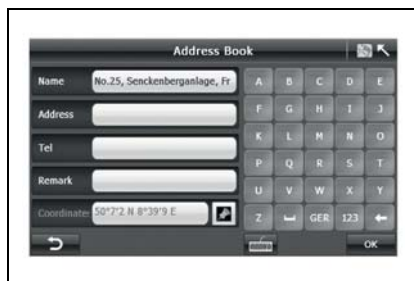 Address Book
Name No.25, Senckenberganlage, Fr A B C D E
Address F G H I J
Tel K L M N O
P Q R S T
Remark U V W X Y
Coordinate: 50°7'2 N 8°39'9 E Z GER 123
OK